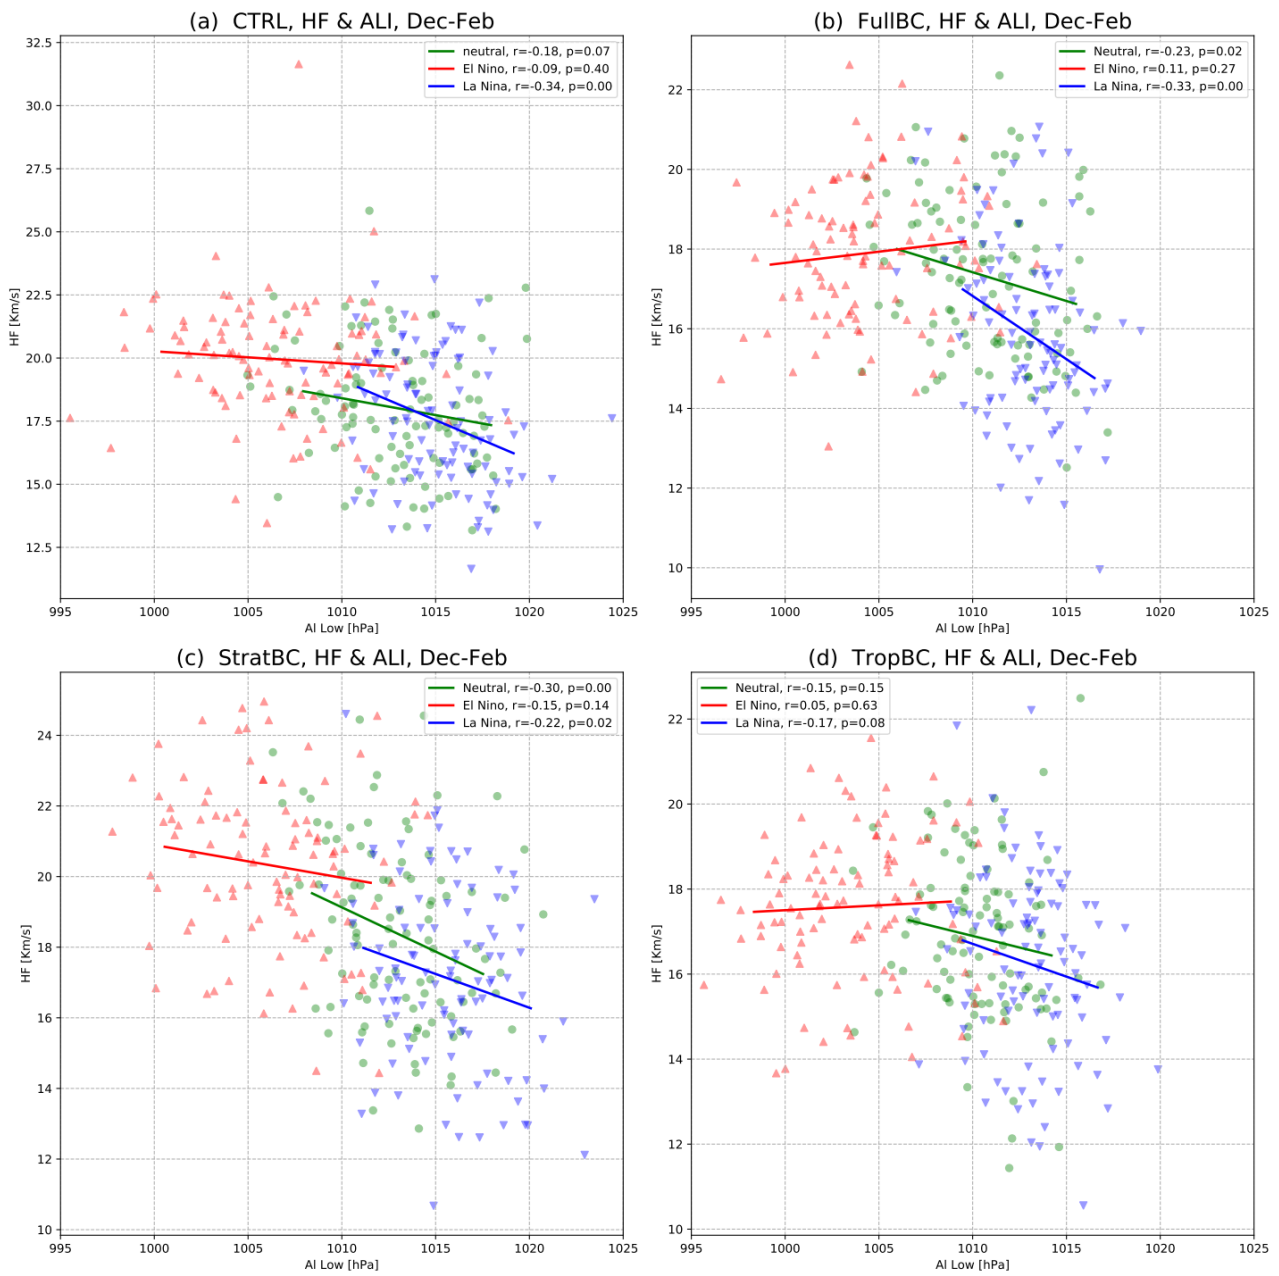 (a)  CTRL, HF & ALI, Dec-Feb
neutral, r=-0.18, p=0.07
El Nino, r=-0.09, p=0.40
La Nina, r=-0.34, p=0.00
32.5
30.0
27.5
25.0
22.5
20.0
17.5
15.0
12.5
HF [Km/s]
995 1000 1005 1010 1015 1020 1025
Al Low [hPa]
(b)  FullBC, HF & ALI, Dec-Feb
Neutral, r=-0.23, p=0.02
El Nino, r=0.11, p=0.27
La Nina, r=-0.33, p=0.00
22
20
18
16
14
12
10
HF [Km/s]
995 1000 1005 1010 1015 1020 1025
Al Low [hPa]
(c)  StratBC, HF & ALI, Dec-Feb
Neutral, r=-0.30, p=0.00
El Nino, r=-0.15, p=0.14
La Nina, r=-0.22, p=0.02
24
22
20
18
16
14
12
10
HF [Km/s]
995 1000 1005 1010 1015 1020 1025
Al Low [hPa]
(d)  TropBC, HF & ALI, Dec-Feb
Neutral, r=-0.15, p=0.15
El Nino, r=0.05, p=0.63
La Nina, r=-0.17, p=0.08
22
20
18
16
14
12
10
HF [Km/s]
995 1000 1005 1010 1015 1020 1025
Al Low [hPa]